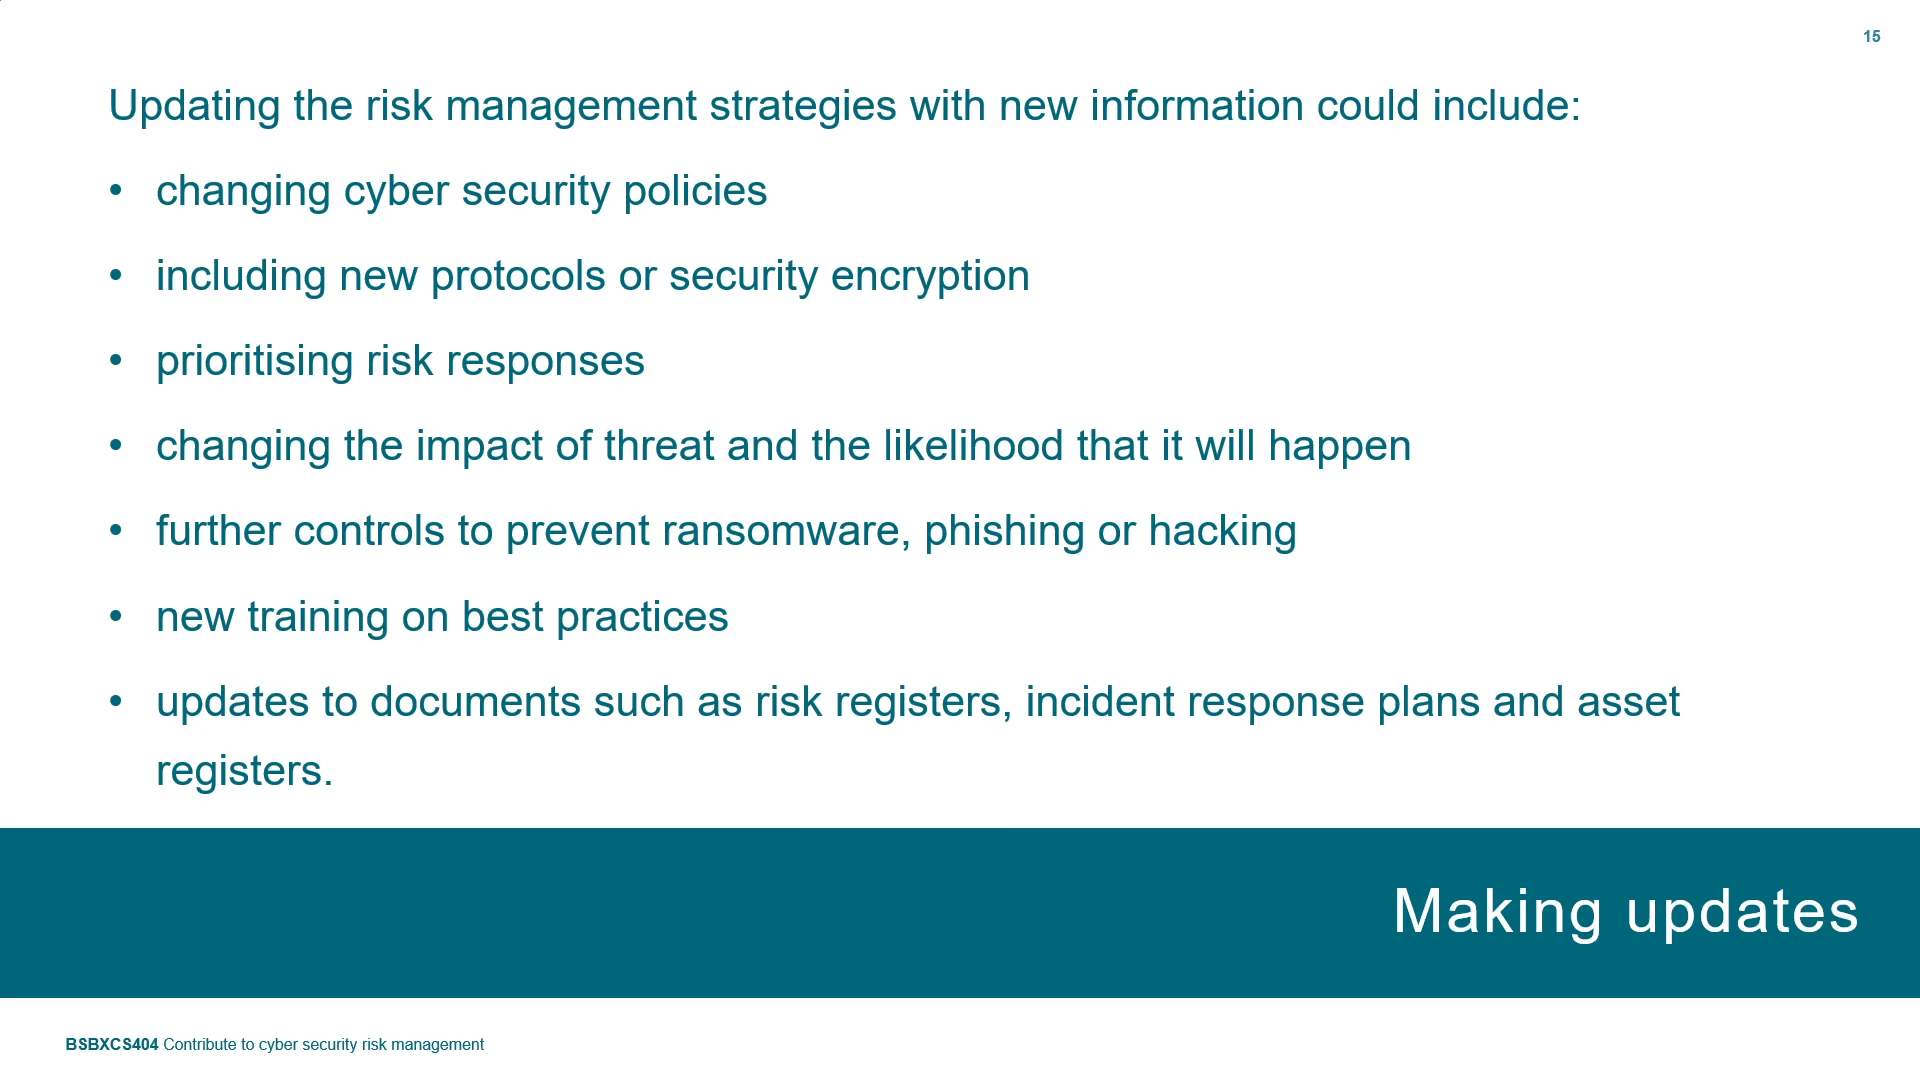 15
Updating the risk management strategies with new information could include:
• changing cyber security policies
• including new protocols or security encryption
• prioritising risk responses
• changing the impact of threat and the likelihood that it will happen
• further controls to prevent ransomware, phishing or hacking
• new training on best practices
• updates to documents such as risk registers, incident response plans and asset
registers.
Making updates
BSBXCS404 Contribute to cyber security risk management